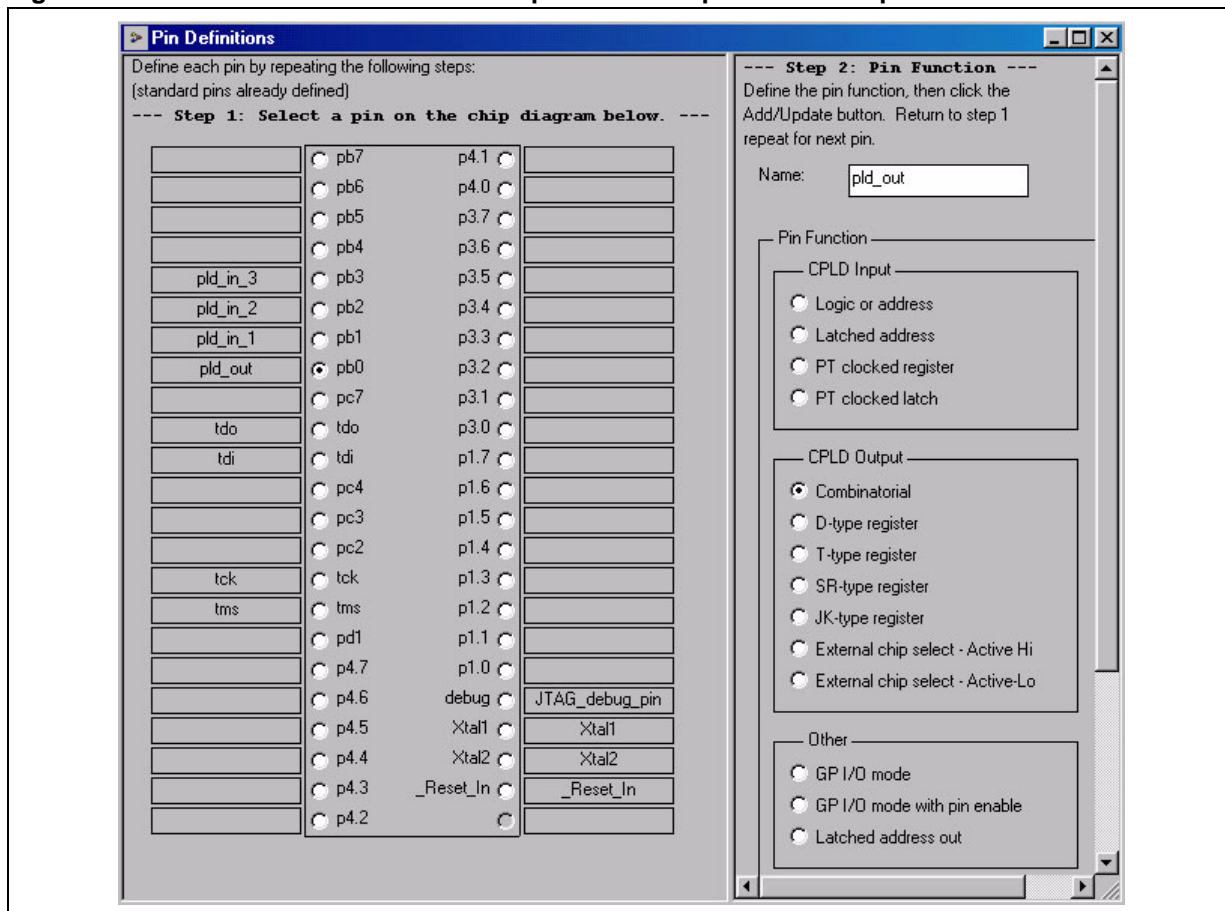 Pin Definitions
Define each pin by repeating the following steps:
(standard pins already defined)
--- Step 1: Select a pin on the chip diagram below. ---
pb7 p4.1
pb6 p4.0
pb5 p3.7
pb4 p3.6
pld_in_3 pb3 p3.5
pld_in_2 pb2 p3.4
pld_in_1 pb1 p3.3
pld_out pb0 p3.2
pc7 p3.1
tdo tdo p3.0
tdi tdi p1.7
pc4 p1.6
pc3 p1.5
pc2 p1.4
tck tck p1.3
tms tms p1.2
pd1 p1.1
p4.7 p1.0
p4.6 debug JTAG_debug_pin
p4.5 Xtal1 Xtal1
p4.4 Xtal2 Xtal2
p4.3 _Reset_In _Reset_In
p4.2
--- Step 2: Pin Function ---
Define the pin function, then click the
Add/Update button. Return to step 1
repeat for next pin.
Name: pld_out
Pin Function
CPLD Input
Logic or address
Latched address
PT clocked register
PT clocked latch
CPLD Output
Combinatorial
D-type register
T-type register
SR-type register
JK-type register
External chip select - Active Hi
External chip select - Active-Lo
Other
GP I/O mode
GP I/O mode with pin enable
Latched address out